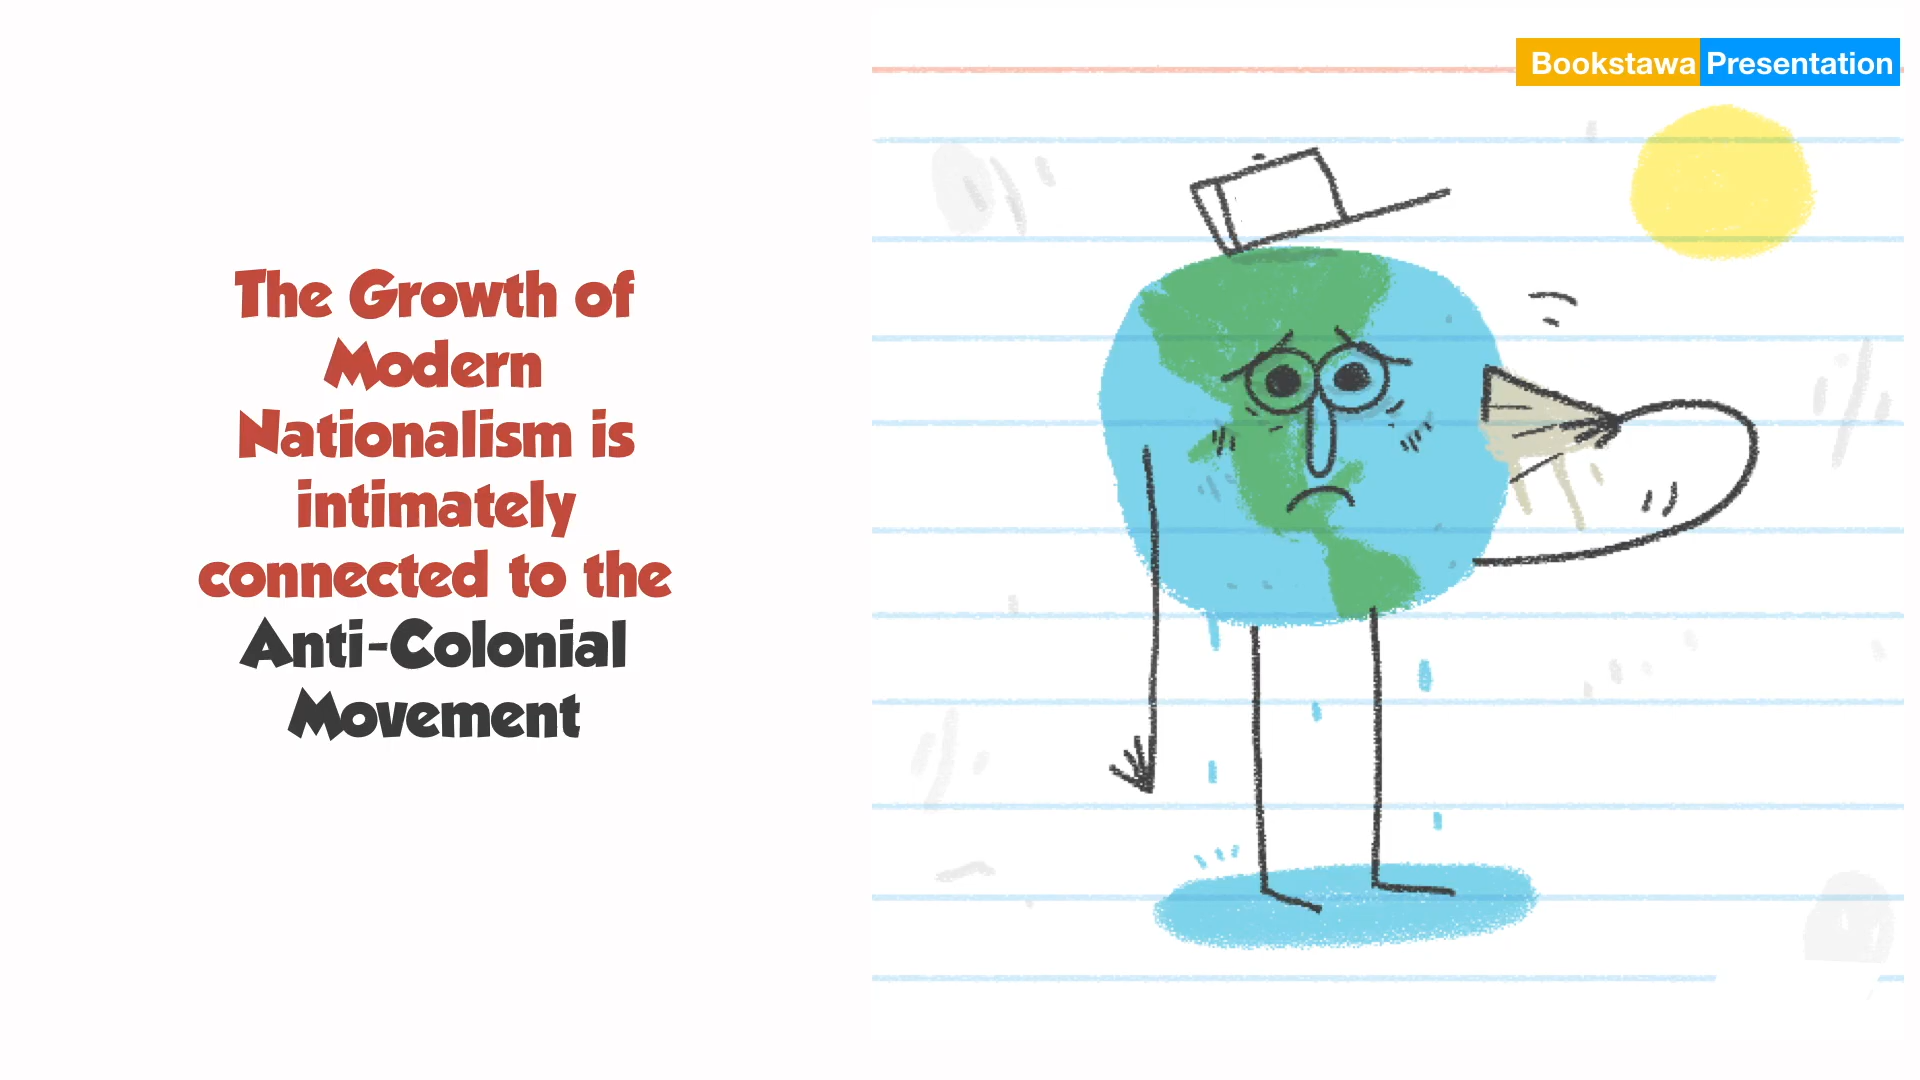 Bookstawa Presentation
The Growth of
Modern
Nationalism is
intimately
connected to the
Anti-Colonial
Movement